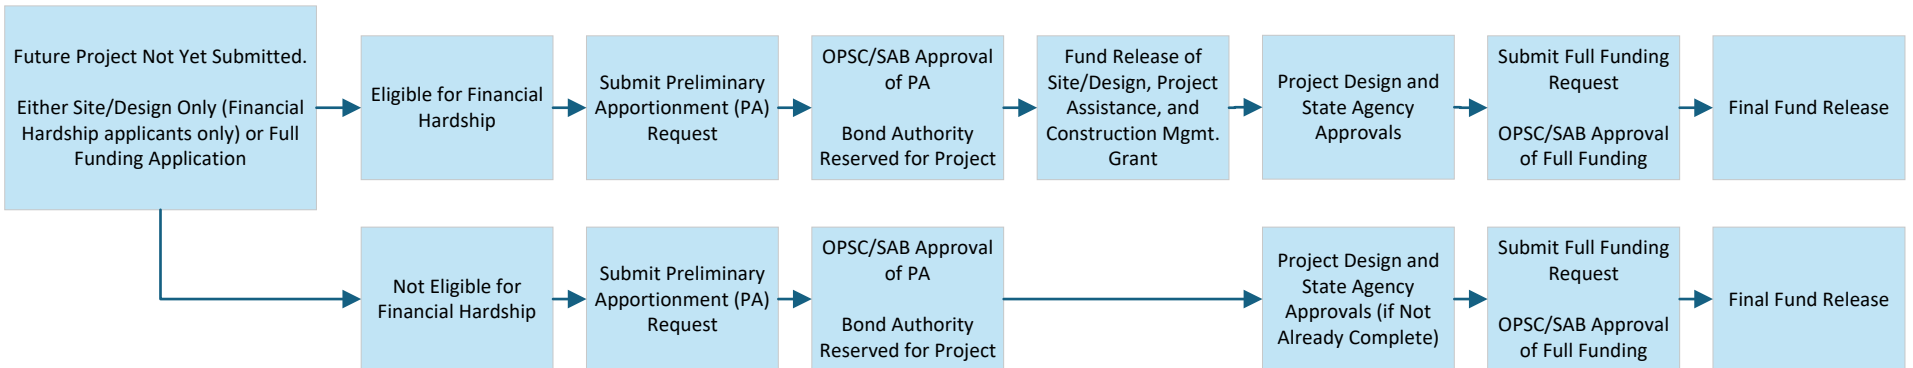 Future Project Not Yet Submitted.
Either Site/Design Only (Financial
Hardship applicants only) or Full
Funding Application
Eligible for Financial
Hardship
Submit Preliminary
Apportionment (PA)
Request
OPSC/SAB Approval
of PA
Bond Authority
Reserved for Project
Fund Release of
Site/Design, Project
Assistance, and
Construction Mgmt.
Grant
Project Design and
State Agency
Approvals
Submit Full Funding
Request
OPSC/SAB Approval
of Full Funding
Final Fund Release
Not Eligible for
Financial Hardship
Submit Preliminary
Apportionment (PA)
Request
OPSC/SAB Approval
of PA
Bond Authority
Reserved for Project
Project Design and
State Agency
Approvals (if Not
Already Complete)
Submit Full Funding
Request
OPSC/SAB Approval
of Full Funding
Final Fund Release